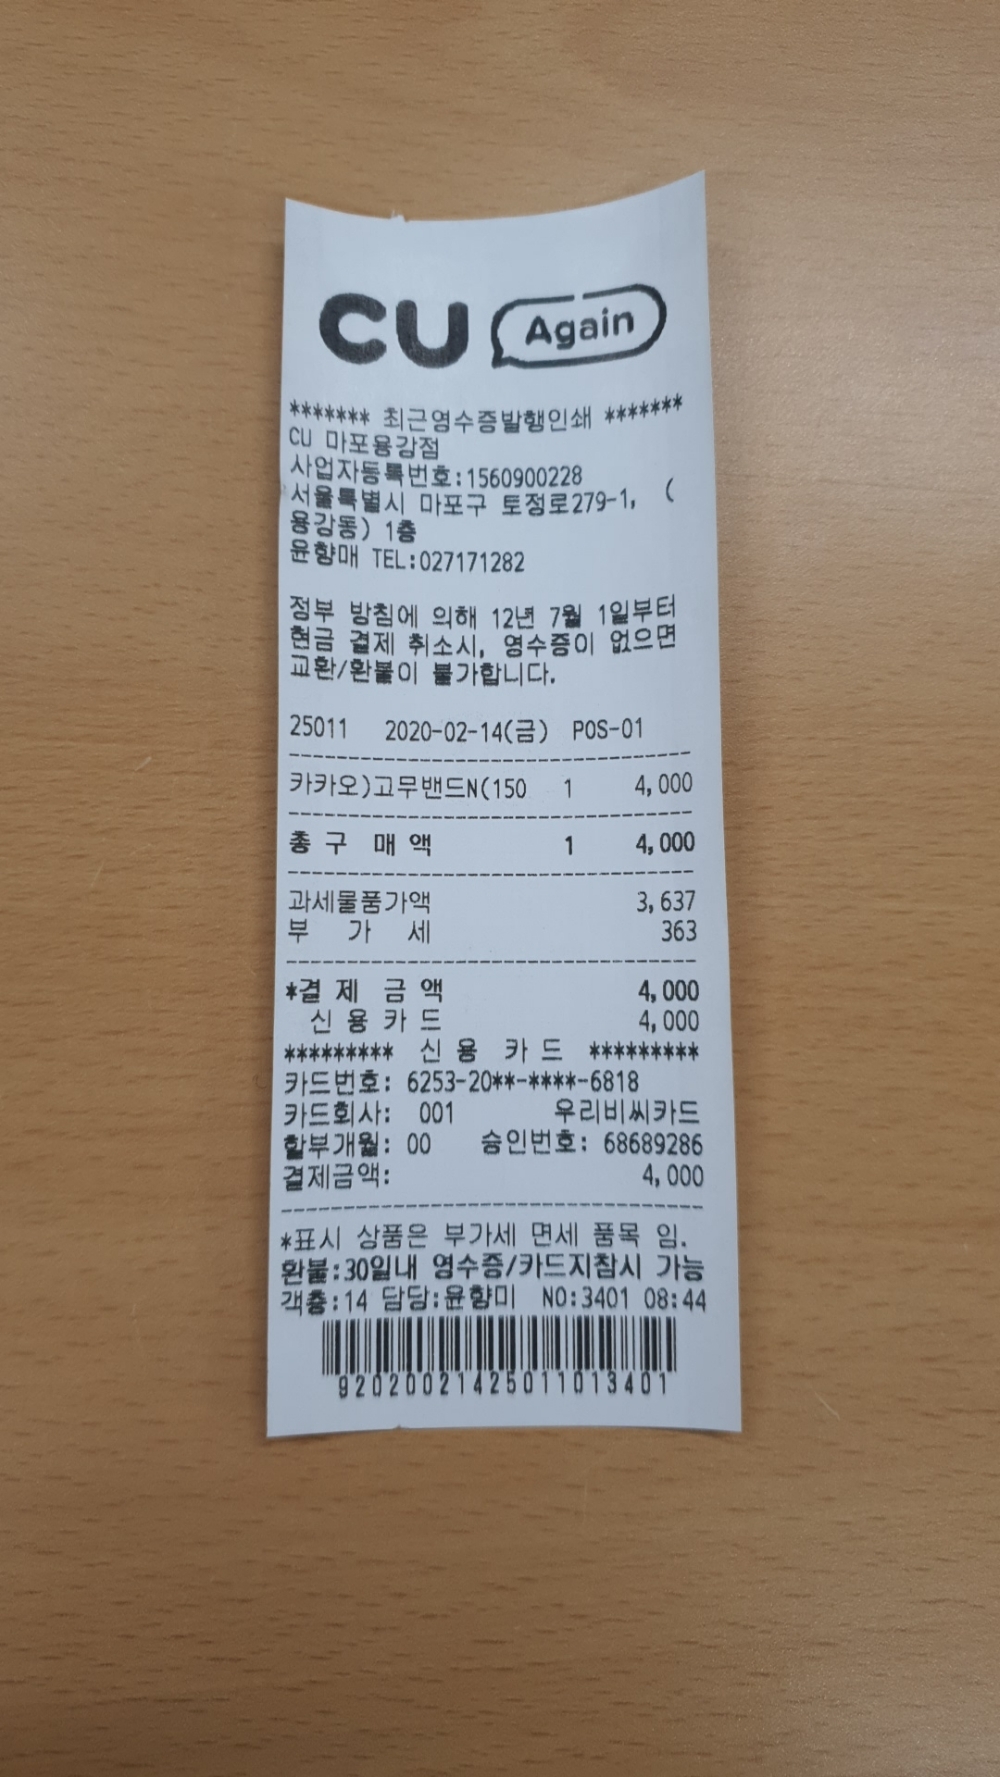 CU Again
******* 최근영수증발행인쇄 *******
CU 마포용강점
사업자등록번호:1560900228
서울특별시 마포구 토정로279-1, (
용강동) 1층
윤향매 TEL:027171282
정부 방침에 의해 12년 7월 1일부터
현금 결제 취소시, 영수증이 없으면
교환/환불이 불가합니다.
25011 2020-02-14(금) POS-01
카카오)고무밴드N(150 1 4,000
총 구 매 액 1 4,000
과세물품가액 3,637
부 가 세 363
*결 제 금 액 4,000
신 용 카 드 4,000
********* 신 용 카 드 *********
카드번호: 6253-20**-****-6818
카드회사: 001 우리비씨카드
할부개월: 00 승인번호: 68689286
결제금액: 4,000
*표시 상품은 부가세 면세 품목 임.
환불:30일내 영수증/카드지참시 가능
객층:14 담당:윤향미 NO:3401 08:44
9202002142501101​3401